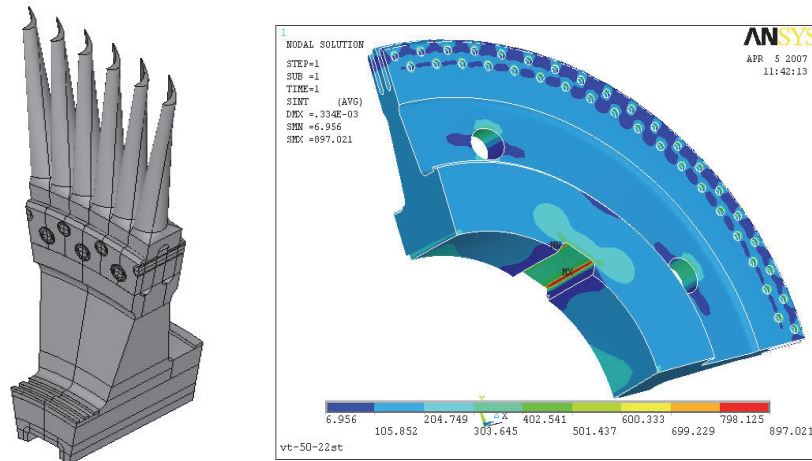 1
NODAL SOLUTION
STEP=1
SUB =1
TIME=1
SINT (AVG)
DMX =.334E-03
SMN =6.956
SMX =897.021
ANSYS
APR 5 2007
11:42:13
MN
MX
Y
Z X
6.956 204.749 402.541 600.333 798.125
105.852 303.645 501.437 699.229 897.021
vt-50-22st